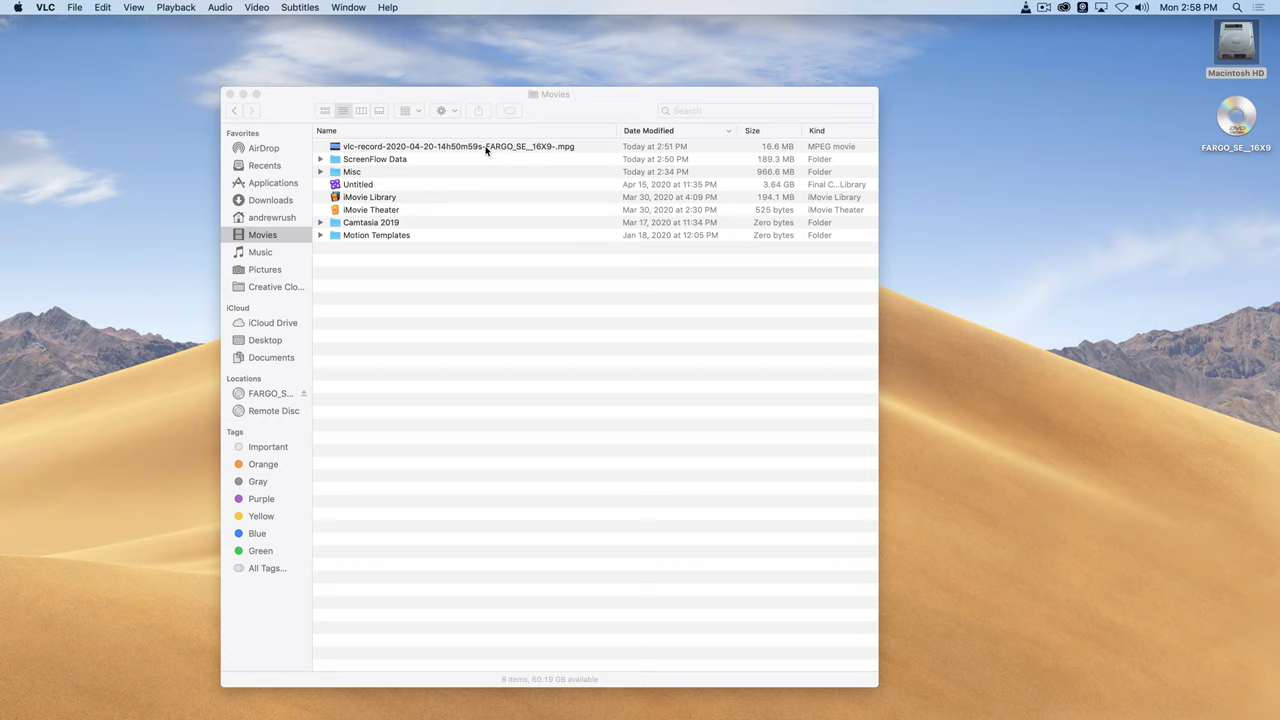 VLC File Edit View Playback Audio Video Subtitles Window Help Mon 2:58 PM
Macintosh HD
FARGO_SE__16X9
Movies
Search
Favorites
AirDrop
Recents
Applications
Downloads
andrewrush
Movies
Music
Pictures
Creative Clo...
iCloud
iCloud Drive
Desktop
Documents
Locations
FARGO_S...
Remote Disc
Tags
Important
Orange
Gray
Purple
Yellow
Blue
Green
All Tags...
Name Date Modified Size Kind
vlc-record-2020-04-20-14h50m59s-FARGO_SE__16X9-.mpg Today at 2:51 PM 16.6 MB MPEG movie
ScreenFlow Data Today at 2:50 PM 189.3 MB Folder
Misc Today at 2:34 PM 966.6 MB Folder
Untitled Apr 15, 2020 at 11:35 PM 3.64 GB Final C...Library
iMovie Library Mar 30, 2020 at 4:09 PM 194.1 MB iMovie Library
iMovie Theater Mar 30, 2020 at 2:30 PM 525 bytes iMovie Theater
Camtasia 2019 Mar 17, 2020 at 11:34 PM Zero bytes Folder
Motion Templates Jan 18, 2020 at 12:05 PM Zero bytes Folder
8 items, 60.19 GB available